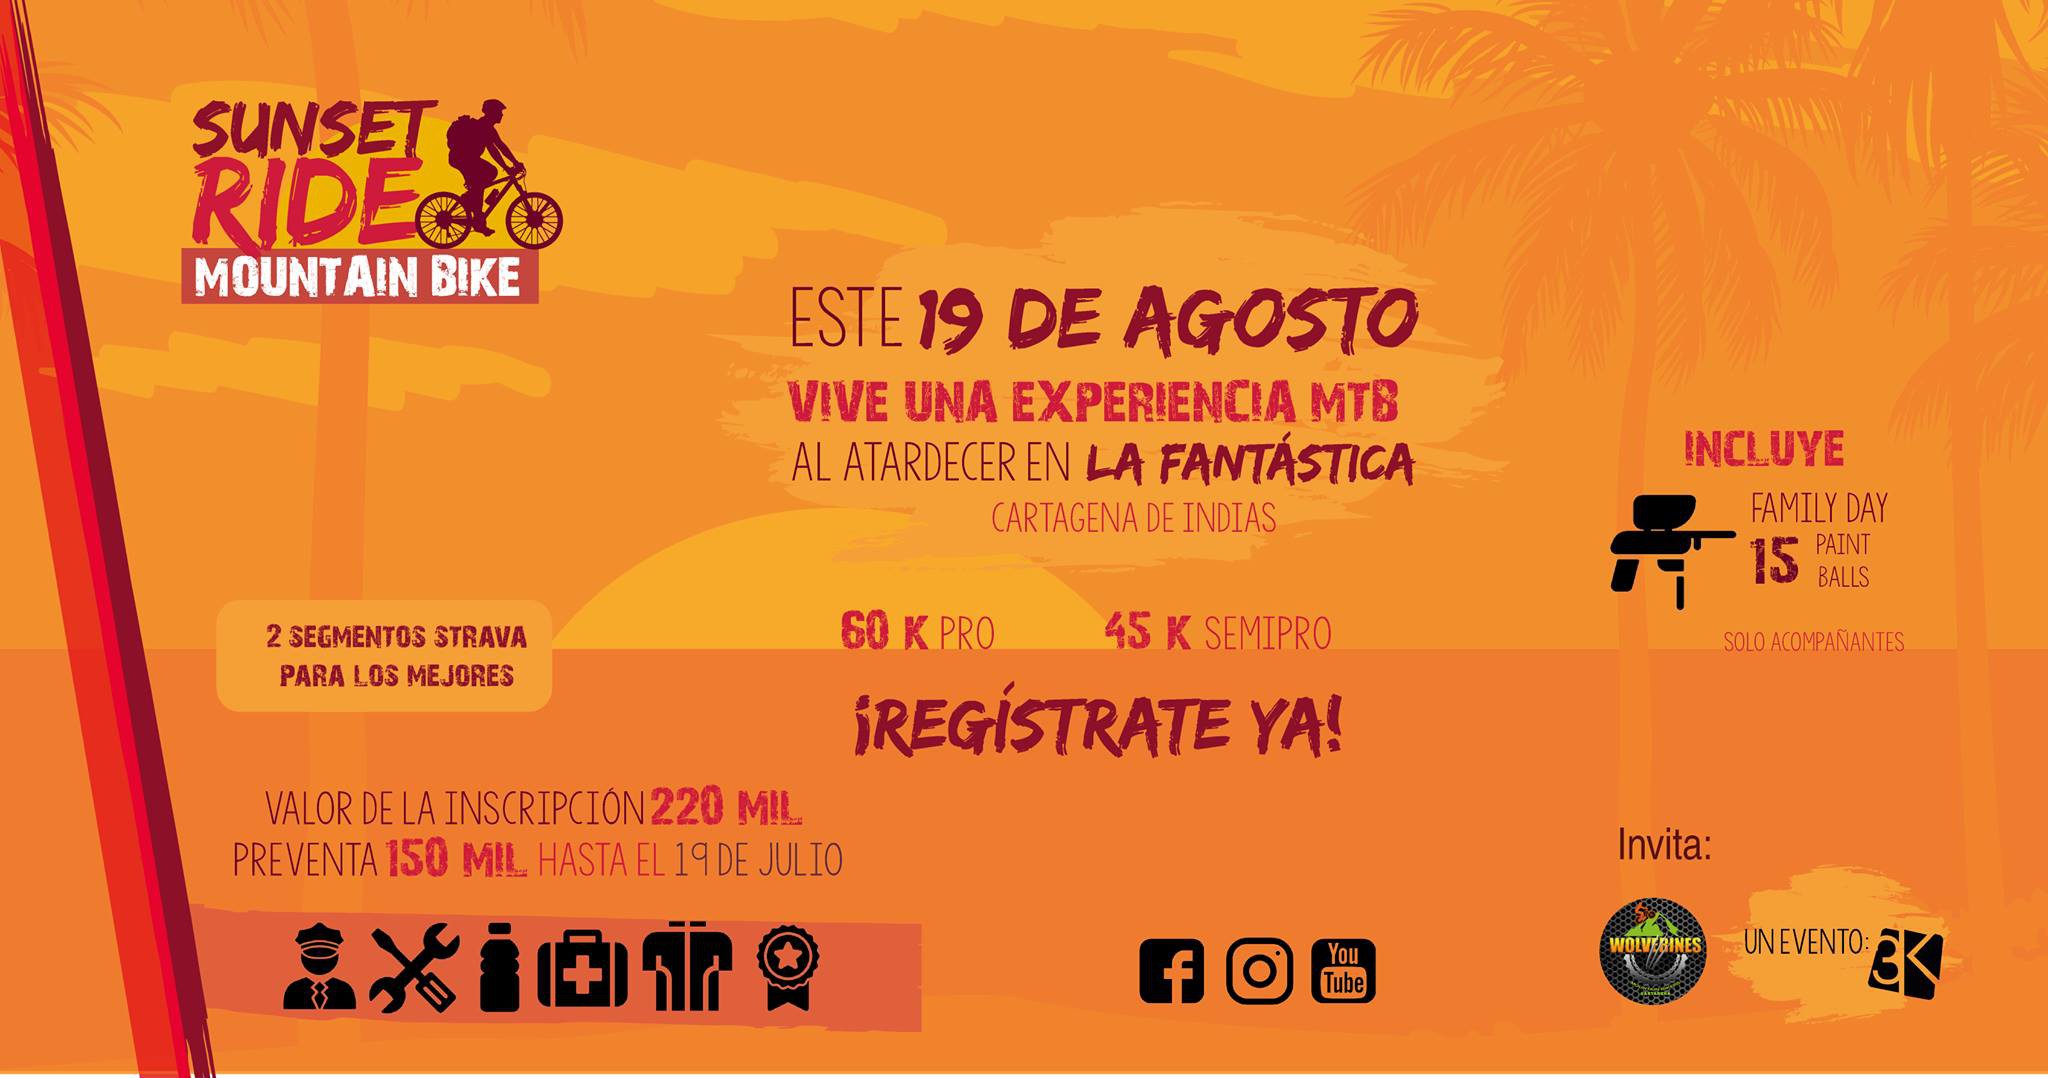 SUNSET
RIDE
MOUNTAIN BIKE
ESTE 19 DE AGOSTO
VIVE UNA EXPERIENCIA MTB
AL ATARDECER EN LA FANTÁSTICA
CARTAGENA DE INDIAS
INCLUYE
FAMILY DAY
15 PAINT
BALLS
SOLO ACOMPAÑANTES
60 K PRO 45 K SEMIPRO
2 SEGMENTOS STRAVA
PARA LOS MEJORES
¡REGÍSTRATE YA!
VALOR DE LA INSCRIPCIÓN 220 MIL
PREVENTA 150 MIL HASTA EL 19 DE JULIO
Invita:
WOLVERINES
UN EVENTO: 3K
You
Tube